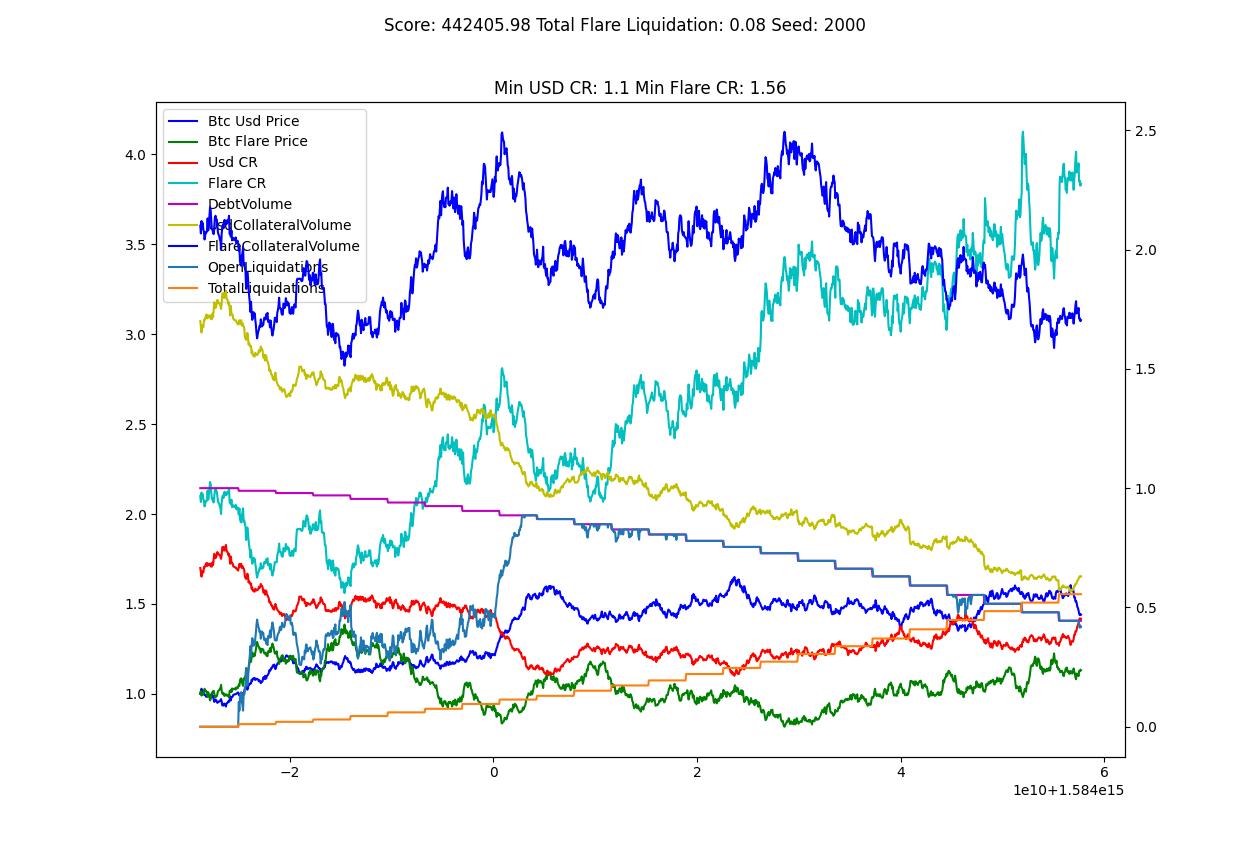 Score: 442405.98 Total Flare Liquidation: 0.08 Seed: 2000
Min USD CR: 1.1 Min Flare CR: 1.56
Btc Usd Price
Btc Flare Price
Usd CR
Flare CR
DebtVolume
UsdCollateralVolume
FlareCollateralVolume
OpenLiquidations
TotalLiquidations
4.0
3.5
3.0
2.5
2.0
1.5
1.0
2.5
2.0
1.5
1.0
0.5
0.0
−2 0 2 4 6
1e10+1.584e15